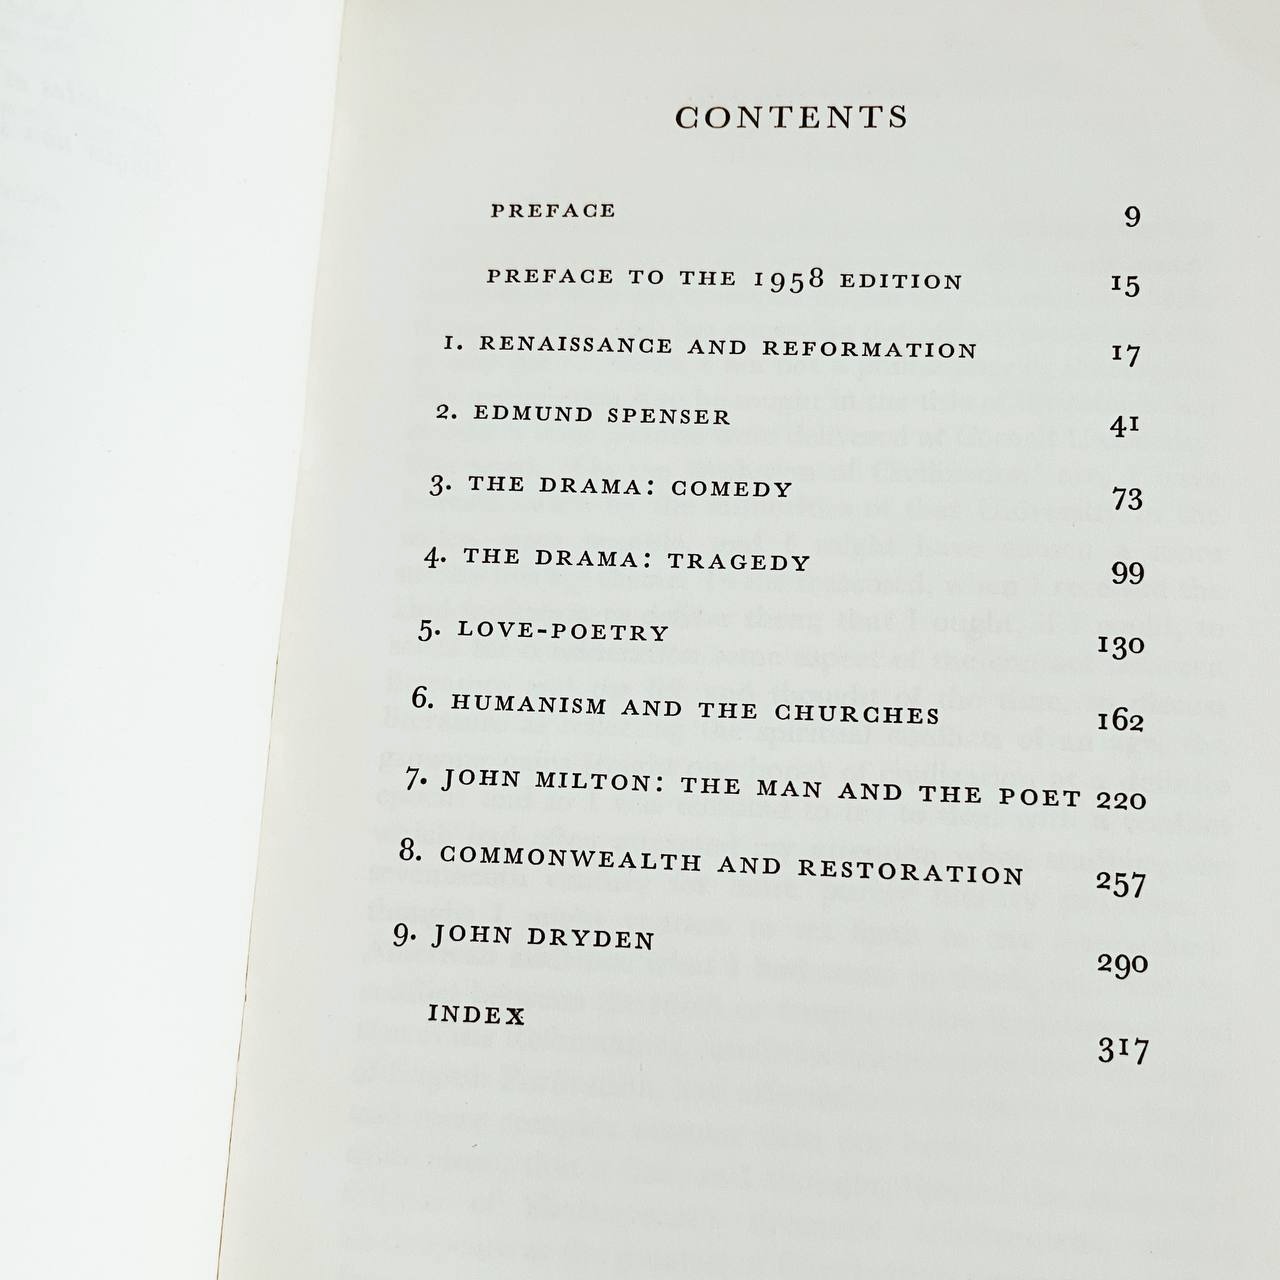 CONTENTS
PREFACE 9
PREFACE TO THE 1958 EDITION 15
1. RENAISSANCE AND REFORMATION 17
2. EDMUND SPENSER 41
3. THE DRAMA: COMEDY 73
4. THE DRAMA: TRAGEDY 99
5. LOVE-POETRY 130
6. HUMANISM AND THE CHURCHES 162
7. JOHN MILTON: THE MAN AND THE POET 220
8. COMMONWEALTH AND RESTORATION 257
9. JOHN DRYDEN 290
INDEX 317